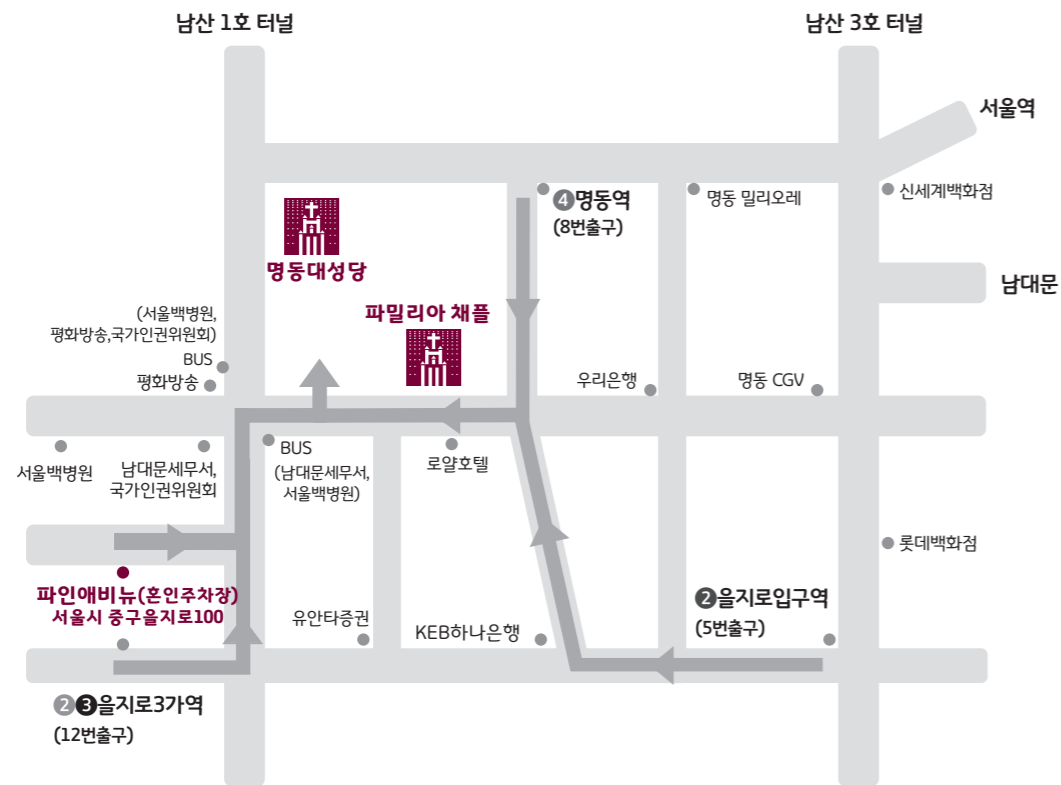 남산 1호 터널
남산 3호 터널
서울역
❹명동역
(8번출구)
명동 밀리오레
신세계백화점
명동대성당
남대문
(서울백병원,
평화방송,국가인권위원회)
BUS
평화방송
파밀리아 채플
우리은행
명동 CGV
서울백병원
남대문세무서,
국가인권위원회
BUS
(남대문세무서,
서울백병원)
로얄호텔
롯데백화점
파인애비뉴(혼인주차장)
서울시 중구을지로100
유안타증권
KEB하나은행
❷을지로입구역
(5번출구)
❷❸을지로3가역
(12번출구)